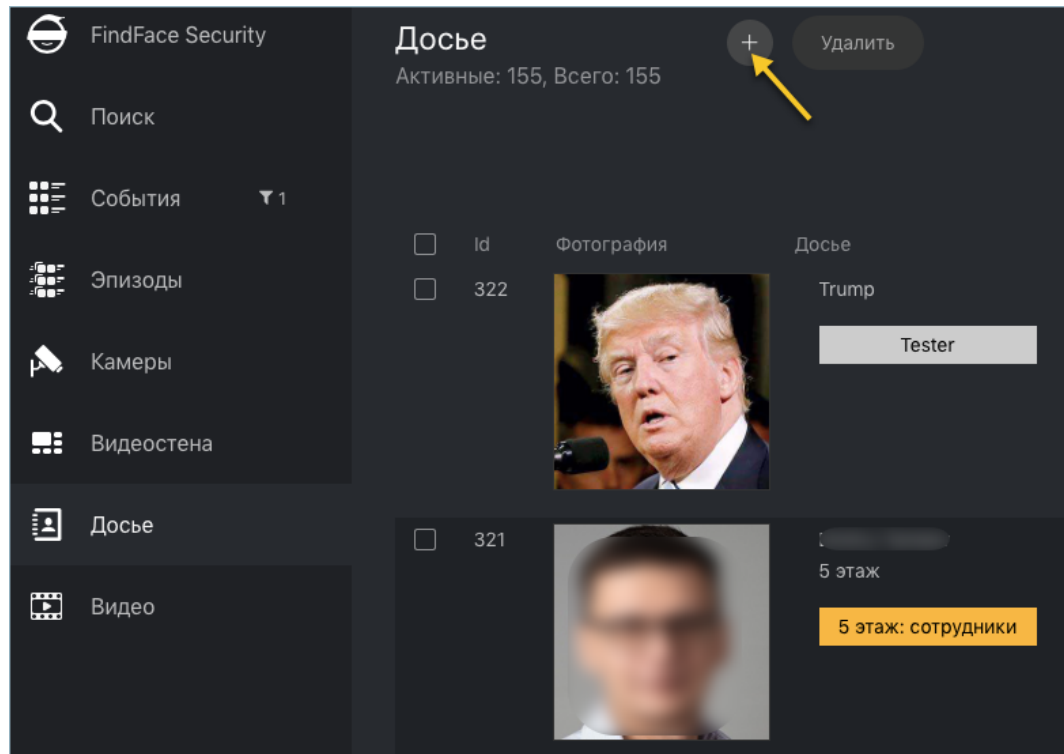 FindFace Security
Поиск
События 1
Эпизоды
Камеры
Видеостена
Досье
Видео
Досье
+ Удалить
Активные: 155, Всего: 155
Id Фотография Досье
322 Trump
Tester
321
5 этаж
5 этаж: сотрудники